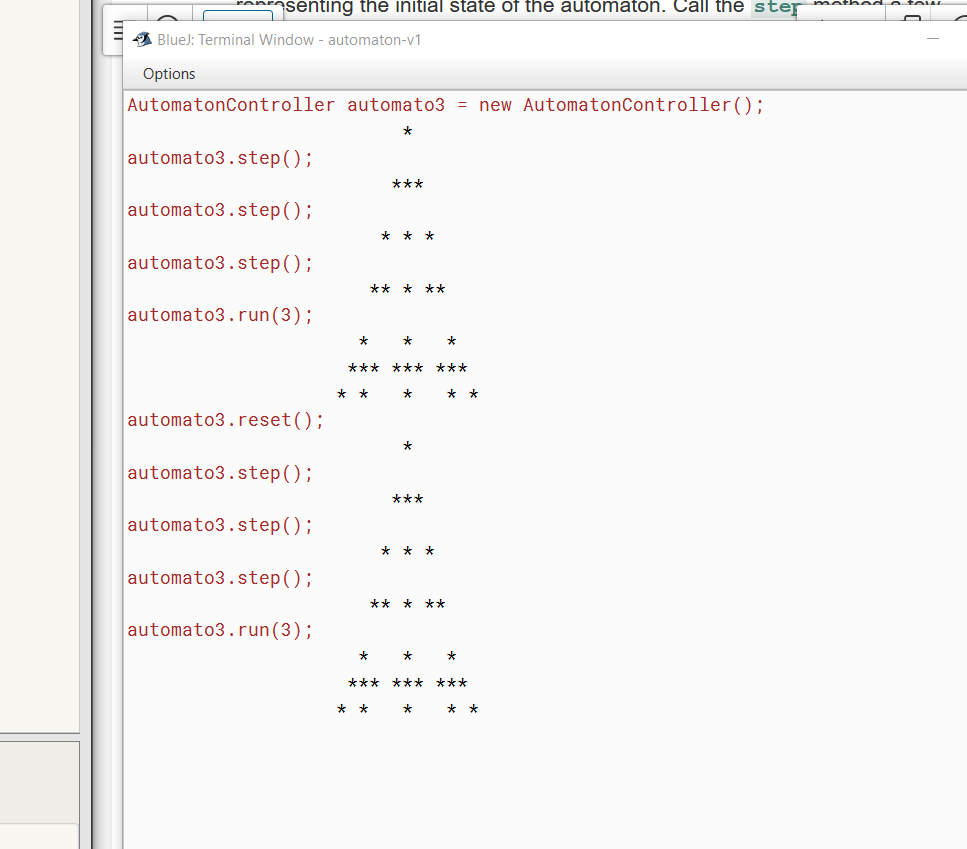 representing the initial state of the automaton. Call the step method a few
BlueJ: Terminal Window - automaton-v1
Options
AutomatonController automato3 = new AutomatonController();
*
automato3.step();
***
automato3.step();
* * *
automato3.step();
** * **
automato3.run(3);
*   *   *
*** *** ***
* *   *   * *
automato3.reset();
*
automato3.step();
***
automato3.step();
* * *
automato3.step();
** * **
automato3.run(3);
*   *   *
*** *** ***
* *   *   * *